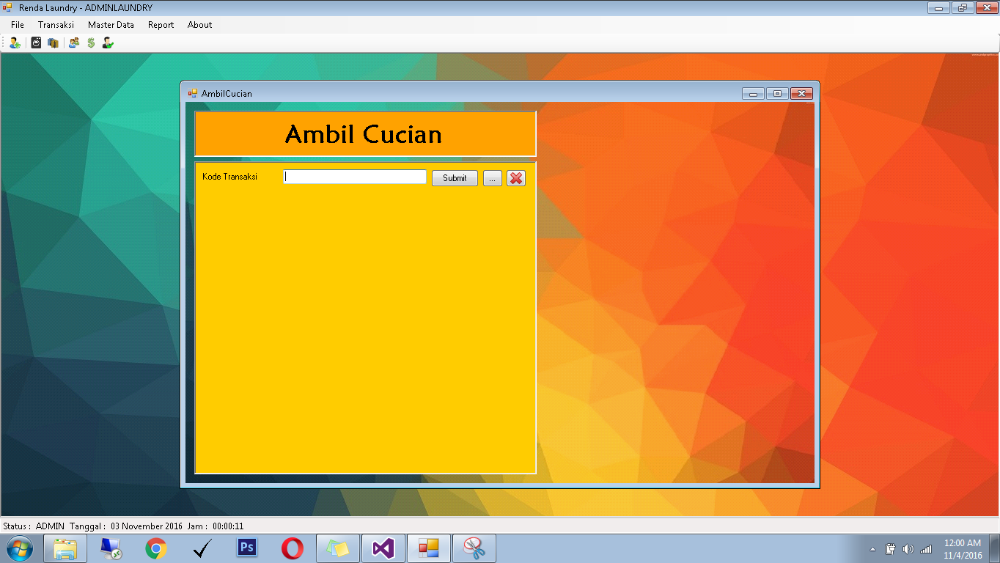 Renda Laundry - ADMINLAUNDRY
File Transaksi Master Data Report About
AmbilCucian
Ambil Cucian
Kode Transaksi Submit ...
Status : ADMIN Tanggal : 03 November 2016 Jam : 00:00:11
Ps
12:00 AM
11/4/2016